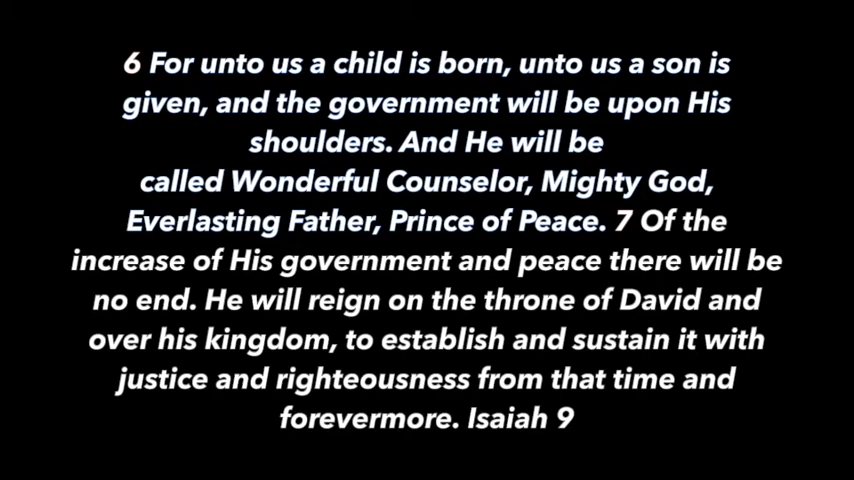 6 For unto us a child is born, unto us a son is
given, and the government will be upon His
shoulders. And He will be
called Wonderful Counselor, Mighty God,
Everlasting Father, Prince of Peace. 7 Of the
increase of His government and peace there will be
no end. He will reign on the throne of David and
over his kingdom, to establish and sustain it with
justice and righteousness from that time and
forevermore. Isaiah 9